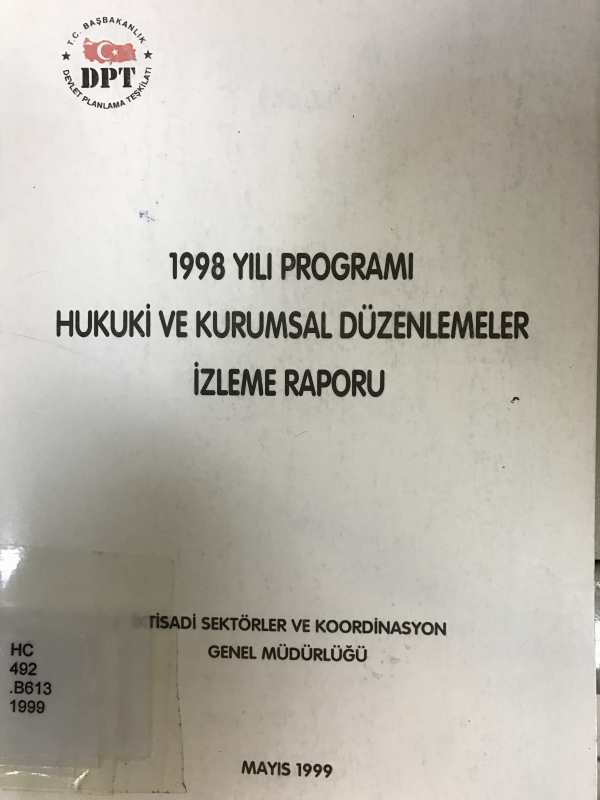 T.C. BAŞBAKANLIK
DPT
DEVLET PLANLAMA TEŞKİLATI
1998 YILI PROGRAMI
HUKUKİ VE KURUMSAL DÜZENLEMELER
İZLEME RAPORU
İKTİSADİ SEKTÖRLER VE KOORDİNASYON
GENEL MÜDÜRLÜĞÜ
HC
492
.B613
1999
MAYIS 1999